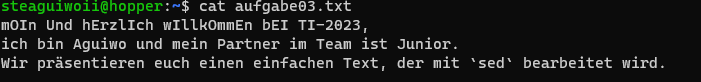 steaguiwoii@hopper:~$ cat aufgabe03.txt
mOIn Und hErzlIch wIllkOmmEn bEI TI-2023,
ich bin Aguiwo und mein Partner im Team ist Junior.
Wir präsentieren euch einen einfachen Text, der mit `sed` bearbeitet wird.